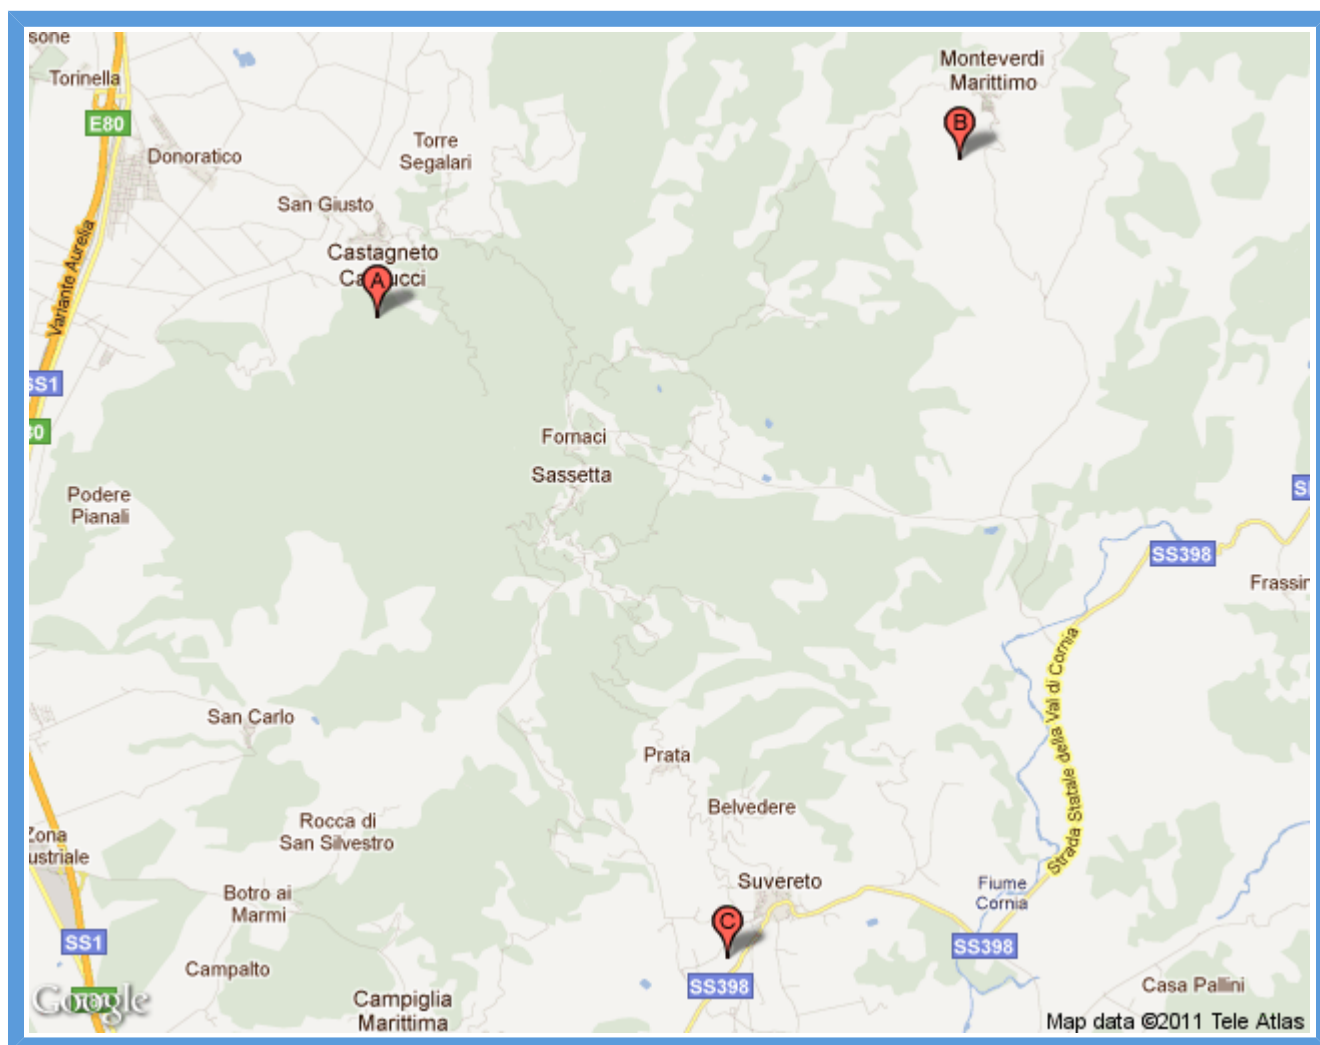 sone
Torinella
Monteverdi
Marittimo
E80
B
Donoratico
Torre
Segalari
San Giusto
Castagneto
A
Variante Aurelia
SS1
Fornaci
Sassetta
Podere
Pianali
SS398
Frassin
Strada Statale della Val di Cornia
San Carlo
Prata
Belvedere
Rocca di
San Silvestro
Zona
ustriale
Suvereto
Botro ai
Marmi
Fiume
Cornia
C
SS1
SS398
Campalto
SS398
Casa Pallini
Google
Campiglia
Marittima
Map data ©2011 Tele Atlas